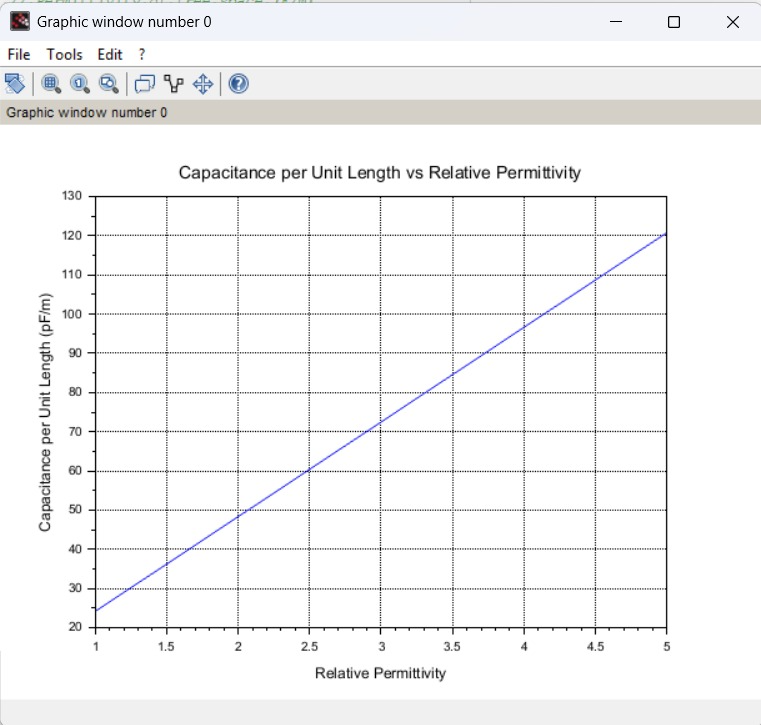 Graphic window number 0
File Tools Edit ?
Graphic window number 0
Capacitance per Unit Length vs Relative Permittivity
130
120
110
100
90
80
70
60
50
40
30
20
Capacitance per Unit Length (pF/m)
1 1.5 2 2.5 3 3.5 4 4.5 5
Relative Permittivity